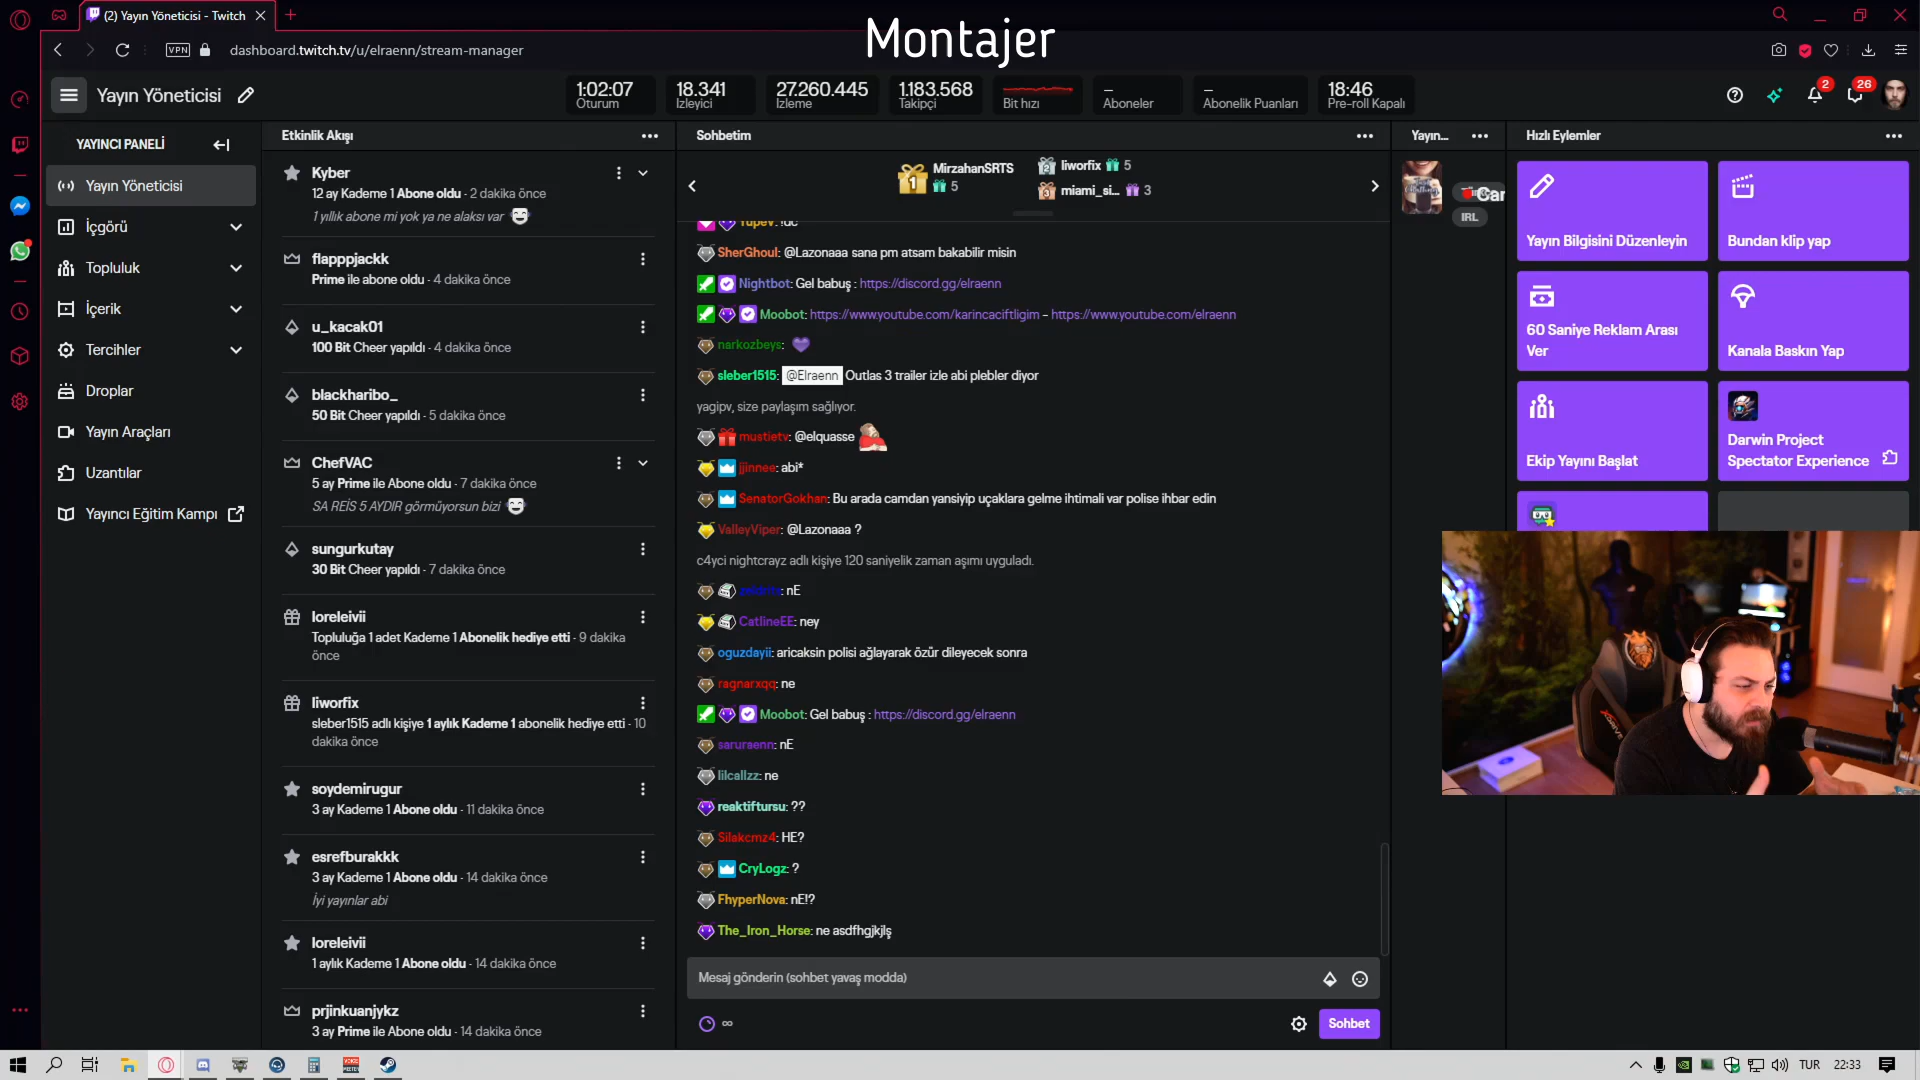 (2) Yayın Yöneticisi - Twitch
Montajer
VPN
dashboard.twitch.tv/u/elraenn/stream-manager
Yayın Yöneticisi
1:02:07
Oturum
18.341
İzleyici
27.260.445
İzleme
1.183.568
Takipçi
Bit hızı
–
Aboneler
–
Abonelik Puanları
18:46
Pre-roll Kapalı
2
26
YAYINCI PANELİ
Yayın Yöneticisi
İçgörü
Topluluk
İçerik
Tercihler
Droplar
Yayın Araçları
Uzantılar
Yayıncı Eğitim Kampı
Etkinlik Akışı
Kyber
12 ay Kademe 1 Abone oldu - 2 dakika önce
1 yıllık abone mi yok ya ne alaksı var
flapppjackk
Prime ile abone oldu - 4 dakika önce
u_kacak01
100 Bit Cheer yapıldı - 4 dakika önce
blackharibo_
50 Bit Cheer yapıldı - 5 dakika önce
ChefVAC
5 ay Prime ile Abone oldu - 7 dakika önce
SA REİS 5 AYDIR görmüyorsun bizi
sungurkutay
30 Bit Cheer yapıldı - 7 dakika önce
loreleivii
Topluluğa 1 adet Kademe 1 Abonelik hediye etti - 9 dakika
önce
liworfix
sleber1515 adlı kişiye 1 aylık Kademe 1 abonelik hediye etti - 10
dakika önce
soydemirugur
3 ay Kademe 1 Abone oldu - 11 dakika önce
esrefburakkk
3 ay Kademe 1 Abone oldu - 14 dakika önce
İyi yayınlar abi
loreleivii
1 aylık Kademe 1 Abone oldu - 14 dakika önce
prjinkuanjykz
3 ay Prime ile Abone oldu - 14 dakika önce
Sohbetim
1
MirzahanSRTS
5
2
liworfix 5
3
miami_si... 3
Yupev: !dc
SherGhoul: @Lazonaaa sana pm atsam bakabilir misin
Nightbot: Gel babuş : https://discord.gg/elraenn
Moobot: https://www.youtube.com/karincaciftligim - https://www.youtube.com/elraenn
narkozbeys:
sleber1515: @Elraenn Outlas 3 trailer izle abi plebler diyor
yagipv, size paylaşım sağlıyor.
mustietv: @elquasse
ijinnee: abi*
SenatorGokhan: Bu arada camdan yansiyip uçaklara gelme ihtimali var polise ihbar edin
ValleyViper: @Lazonaaa ?
c4yci nightcrayz adlı kişiye 120 saniyelik zaman aşımı uyguladı.
: nE
CatlineEE: ney
oguzdayii: aricaksin polisi ağlayarak özür dileyecek sonra
ragnarxqq: ne
Moobot: Gel babuş : https://discord.gg/elraenn
saruraenn: nE
lilcallzz: ne
reaktiftursu: ??
Silakcmz4: HE?
CryLogz: ?
FhyperNova: nE!?
The_Iron_Horse: ne asdfhgjkjlş
Mesaj gönderin (sohbet yavaş modda)
∞
Sohbet
Yayın...
IRL
Hızlı Eylemler
Yayın Bilgisini Düzenleyin
Bundan klip yap
60 Saniye Reklam Arası
Ver
Kanala Baskın Yap
Ekip Yayını Başlat
Darwin Project
Spectator Experience
TUR
22:33